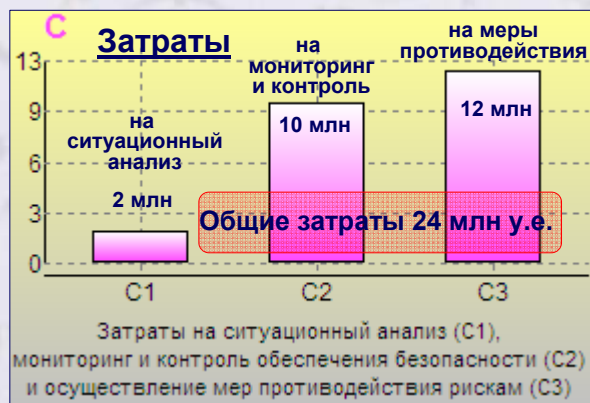 С
Затраты
на
мониторинг
и контроль
на меры
противодействия
13
9
6
3
0
на
ситуационный
анализ
2 млн
10 млн
12 млн
Общие затраты 24 млн у.е.
С1
С2
С3
Затраты на ситуационный анализ (С1),
мониторинг и контроль обеспечения безопасности (С2)
и осуществление мер противодействия рискам (С3)